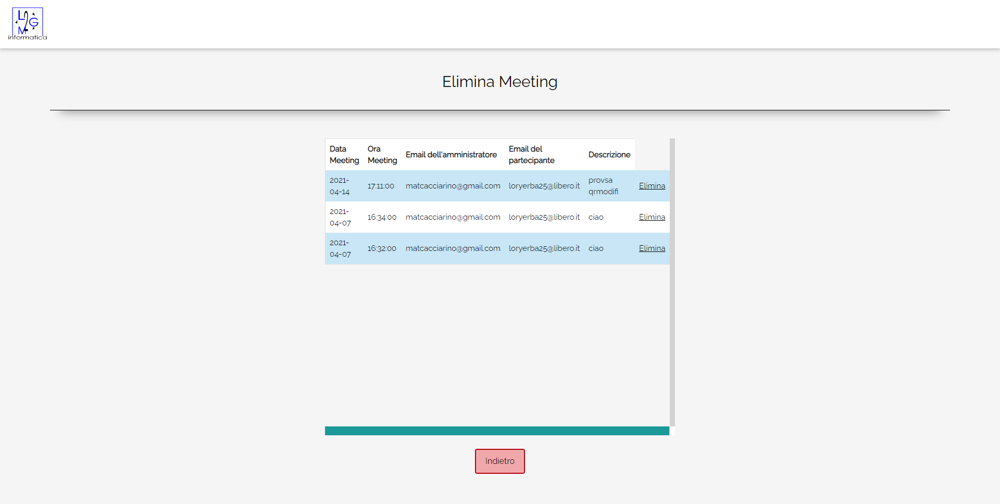 L G
M
informatica
Elimina Meeting
Data Meeting Ora Meeting Email dell'amministratore Email del partecipante Descrizione
2021-04-14 17:11:00 matcacciarino@gmail.com loryerba25@libero.it provsa qrmodifi Elimina
2021-04-07 16:34:00 matcacciarino@gmail.com loryerba25@libero.it ciao Elimina
2021-04-07 16:32:00 matcacciarino@gmail.com loryerba25@libero.it ciao Elimina
Indietro